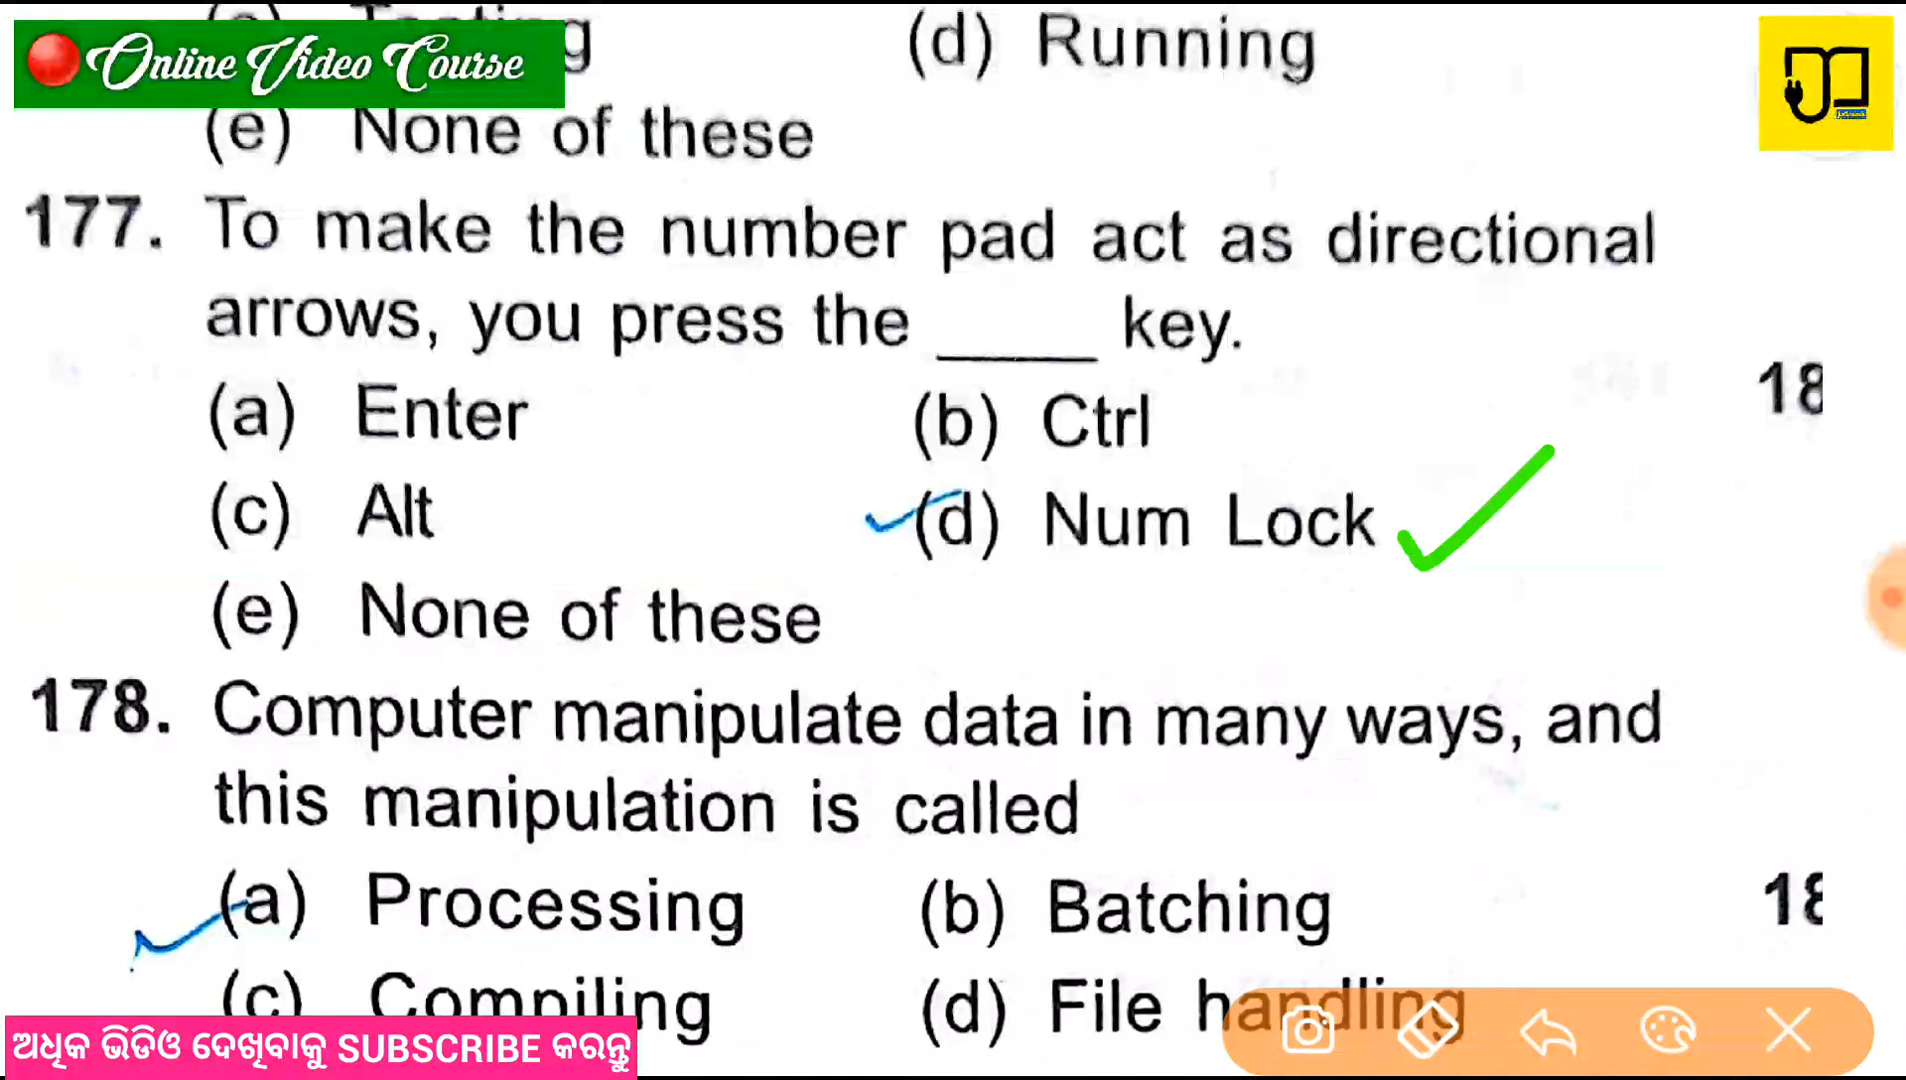 Online Video Course
(d) Running
(e) None of these
177. To make the number pad act as directional
arrows, you press the _____ key.
18
(a) Enter (b) Ctrl
(c) Alt (d) Num Lock
(e) None of these
178. Computer manipulate data in many ways, and
this manipulation is called
(a) Processing (b) Batching
18
(c) Compiling (d) File handling
ଅଧିକ ଭିଡିଓ ଦେଖିବାକୁ SUBSCRIBE କରନ୍ତୁ